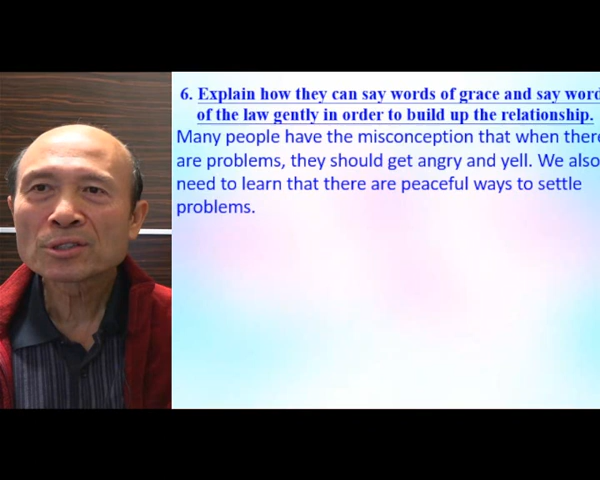 6. Explain how they can say words of grace and say word
of the law gently in order to build up the relationship.
Many people have the misconception that when there
are problems, they should get angry and yell. We also
need to learn that there are peaceful ways to settle
problems.